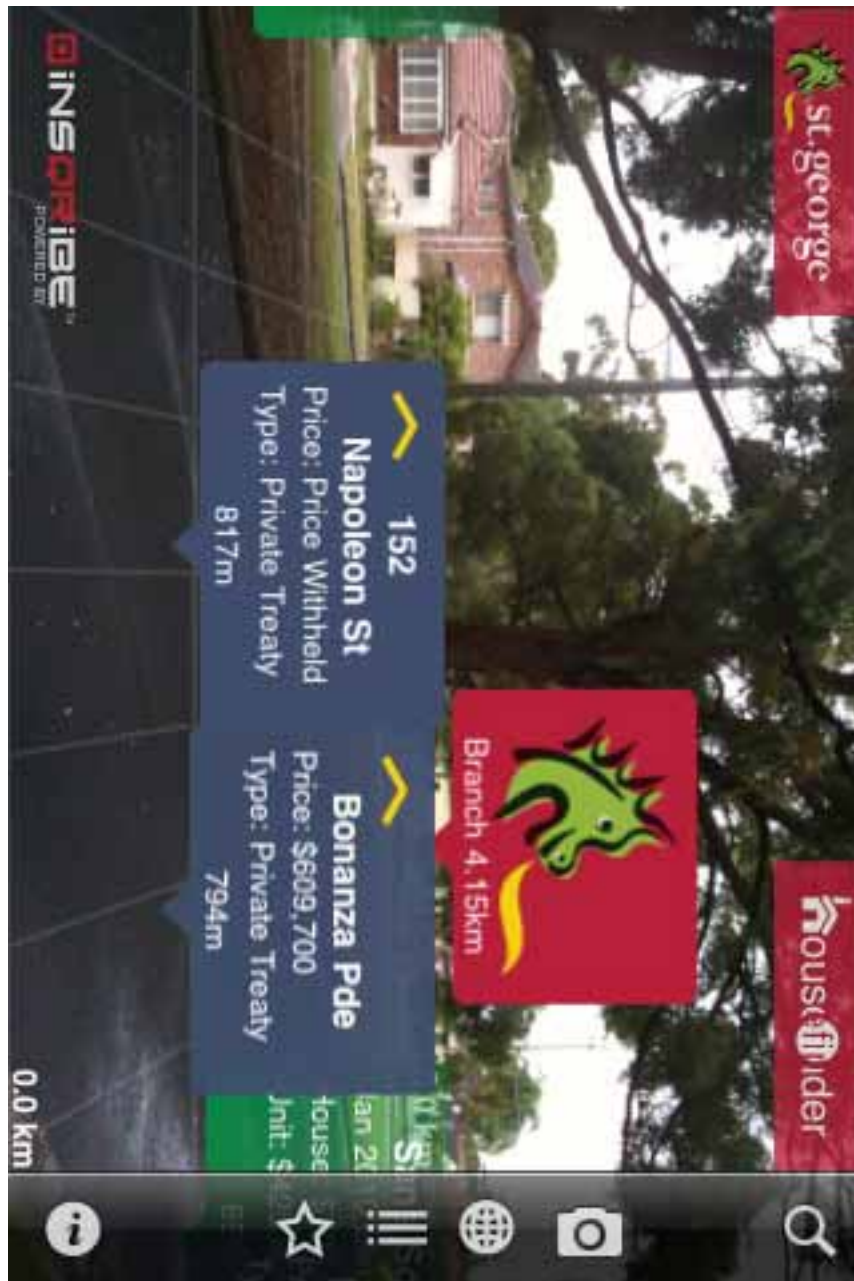 st.george
housefinder
Branch 4.15km
152
Napoleon St
Price: Price Withheld
Type: Private Treaty
817m
Bonanza Pde
Price: $609,700
Type: Private Treaty
794m
0.0 km
INSQRIBE™
POWERED BY